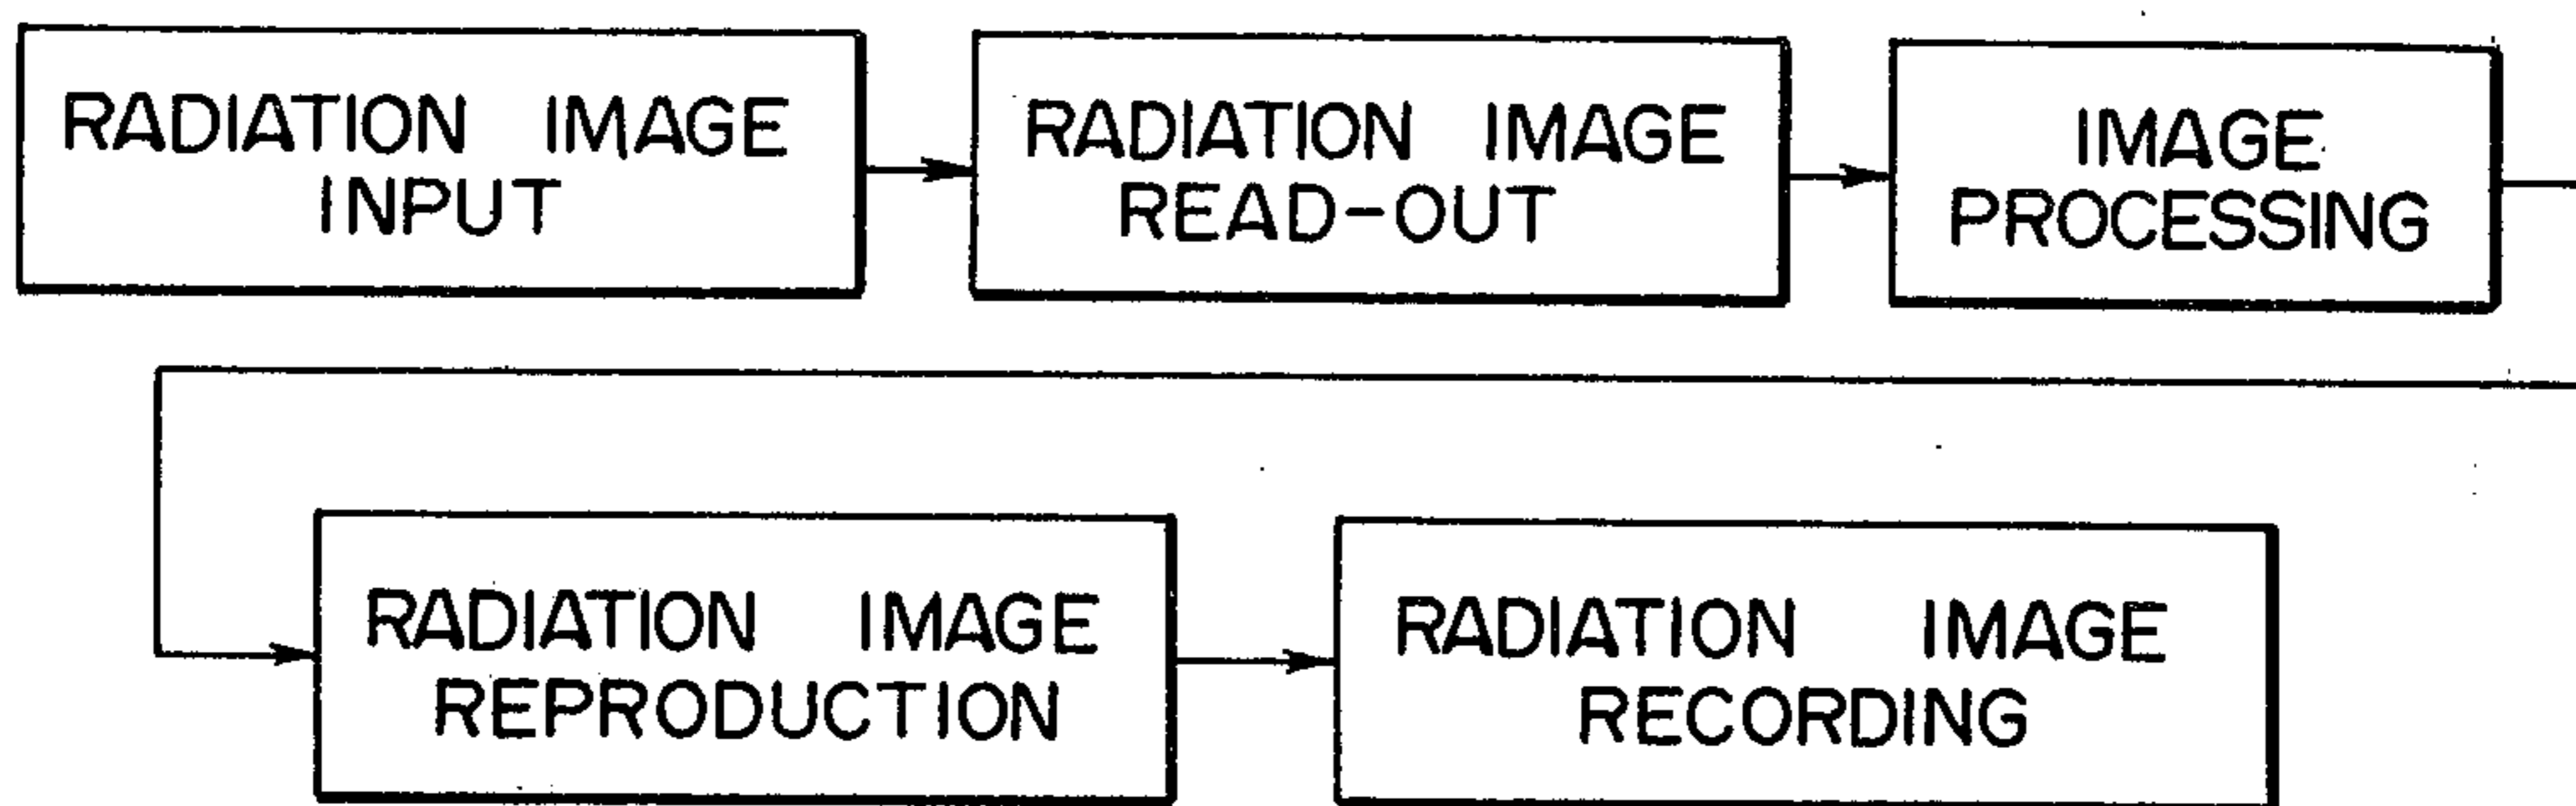 RADIATION IMAGE
INPUT
RADIATION IMAGE
READ-OUT
IMAGE
PROCESSING
RADIATION IMAGE
REPRODUCTION
RADIATION IMAGE
RECORDING